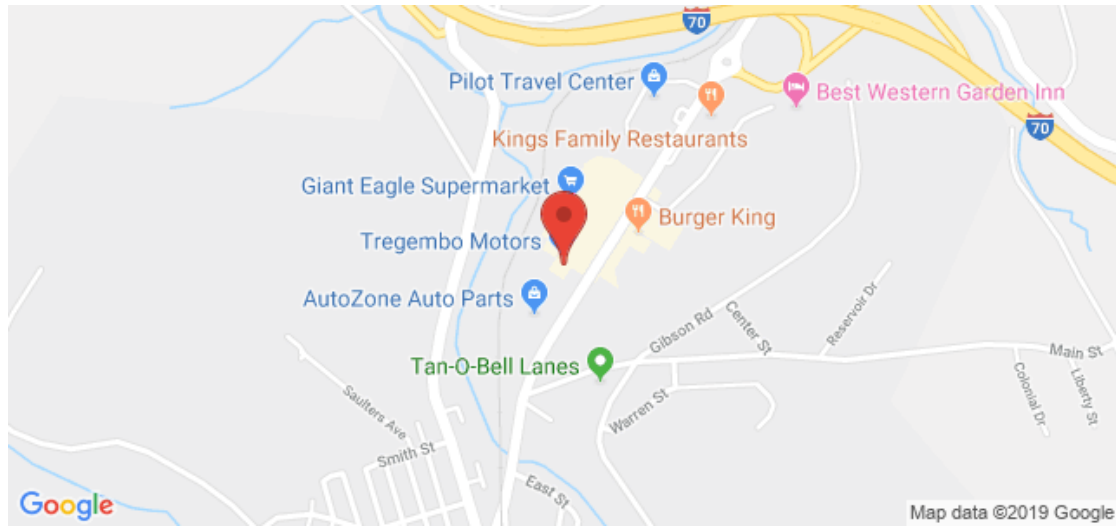 70
Pilot Travel Center
Best Western Garden Inn
70
Kings Family Restaurants
Giant Eagle Supermarket
Burger King
Tregembo Motors
AutoZone Auto Parts
Gibson Rd
Center St
Reservoir Dr
Main St
Tan-O-Bell Lanes
Saulters Ave
Warren St
Colonial Dr
Liberty St
Smith St
East St
Google
Map data ©2019 Google